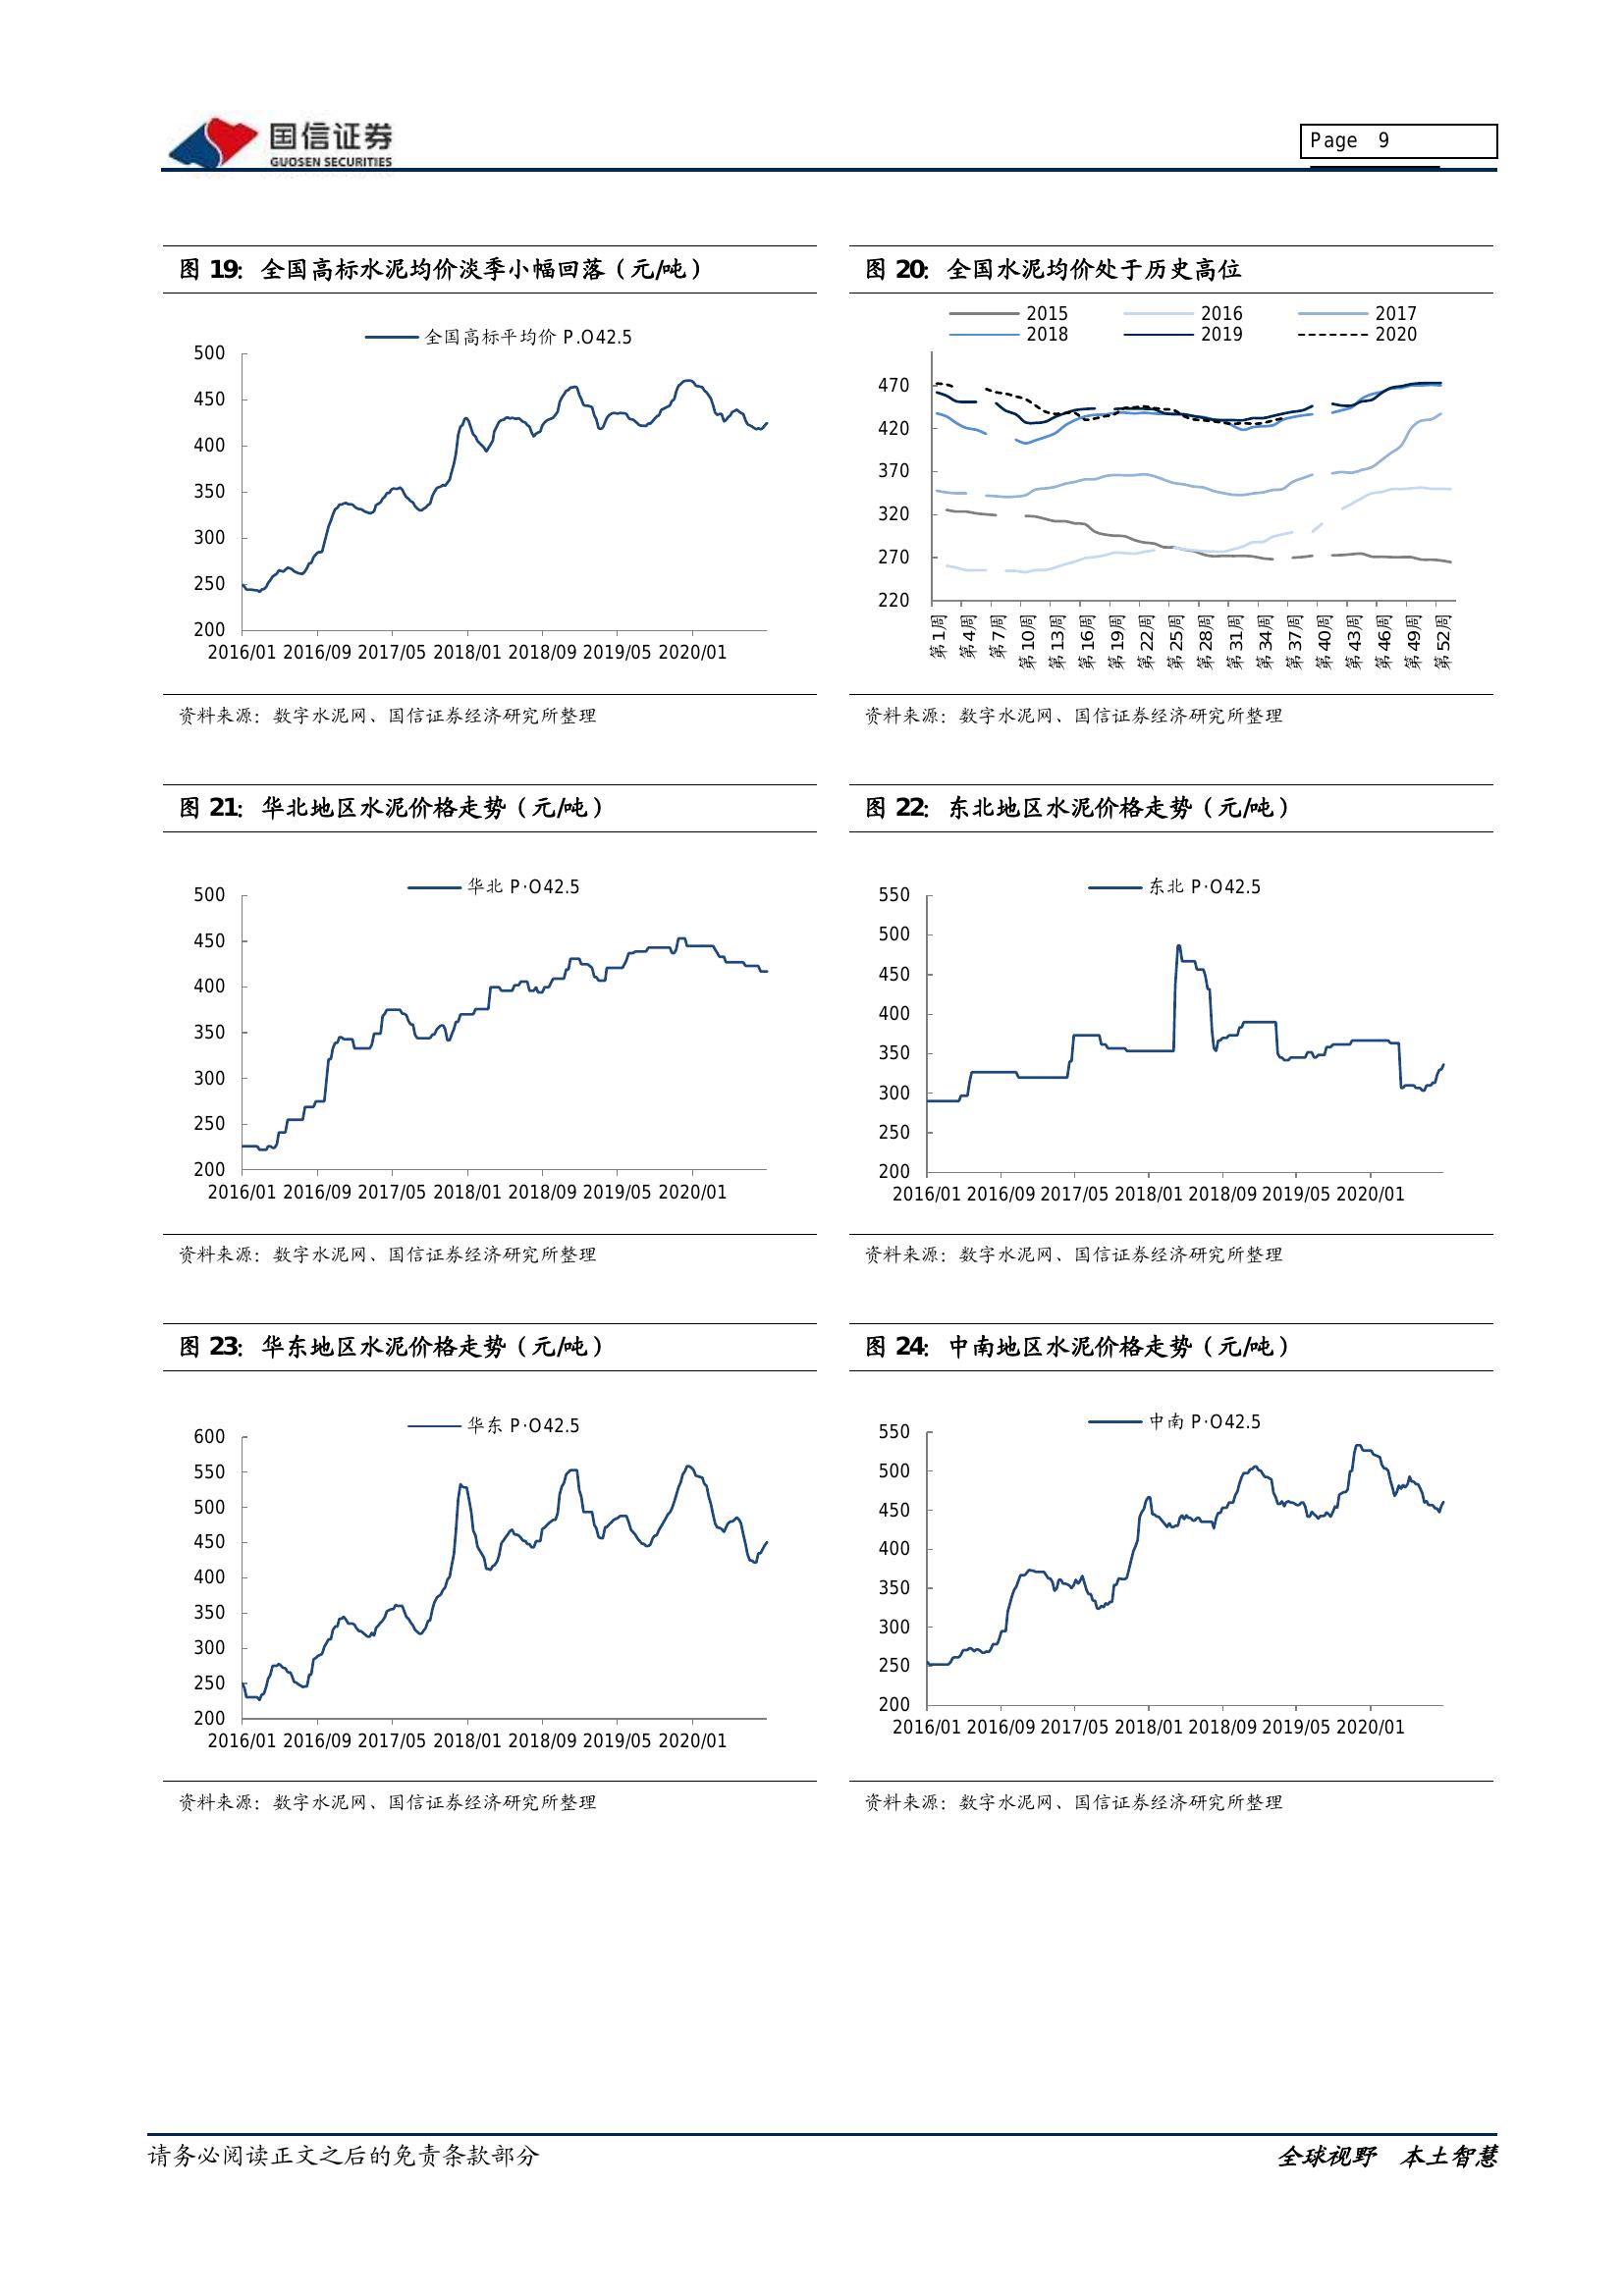 国信证券
GUOSEN SECURITIES
Page 9
图 19: 全国高标水泥均价淡季小幅回落（元/吨）
全国高标平均价 P.O42.5
500
450
400
350
300
250
200
2016/01 2016/09 2017/05 2018/01 2018/09 2019/05 2020/01
资料来源：数字水泥网、国信证券经济研究所整理
图 20: 全国水泥均价处于历史高位
2015 2016 2017
2018 2019 2020
470
420
370
320
270
220
第1周 第4周 第7周 第10周 第13周 第16周 第19周 第22周 第25周 第28周 第31周 第34周 第37周 第40周 第43周 第46周 第49周 第52周
资料来源：数字水泥网、国信证券经济研究所整理
图 21: 华北地区水泥价格走势（元/吨）
华北 P·O42.5
500
450
400
350
300
250
200
2016/01 2016/09 2017/05 2018/01 2018/09 2019/05 2020/01
资料来源：数字水泥网、国信证券经济研究所整理
图 22: 东北地区水泥价格走势（元/吨）
东北 P·O42.5
550
500
450
400
350
300
250
200
2016/01 2016/09 2017/05 2018/01 2018/09 2019/05 2020/01
资料来源：数字水泥网、国信证券经济研究所整理
图 23: 华东地区水泥价格走势（元/吨）
华东 P·O42.5
600
550
500
450
400
350
300
250
200
2016/01 2016/09 2017/05 2018/01 2018/09 2019/05 2020/01
资料来源：数字水泥网、国信证券经济研究所整理
图 24: 中南地区水泥价格走势（元/吨）
中南 P·O42.5
550
500
450
400
350
300
250
200
2016/01 2016/09 2017/05 2018/01 2018/09 2019/05 2020/01
资料来源：数字水泥网、国信证券经济研究所整理
请务必阅读正文之后的免责条款部分
全球视野 本土智慧